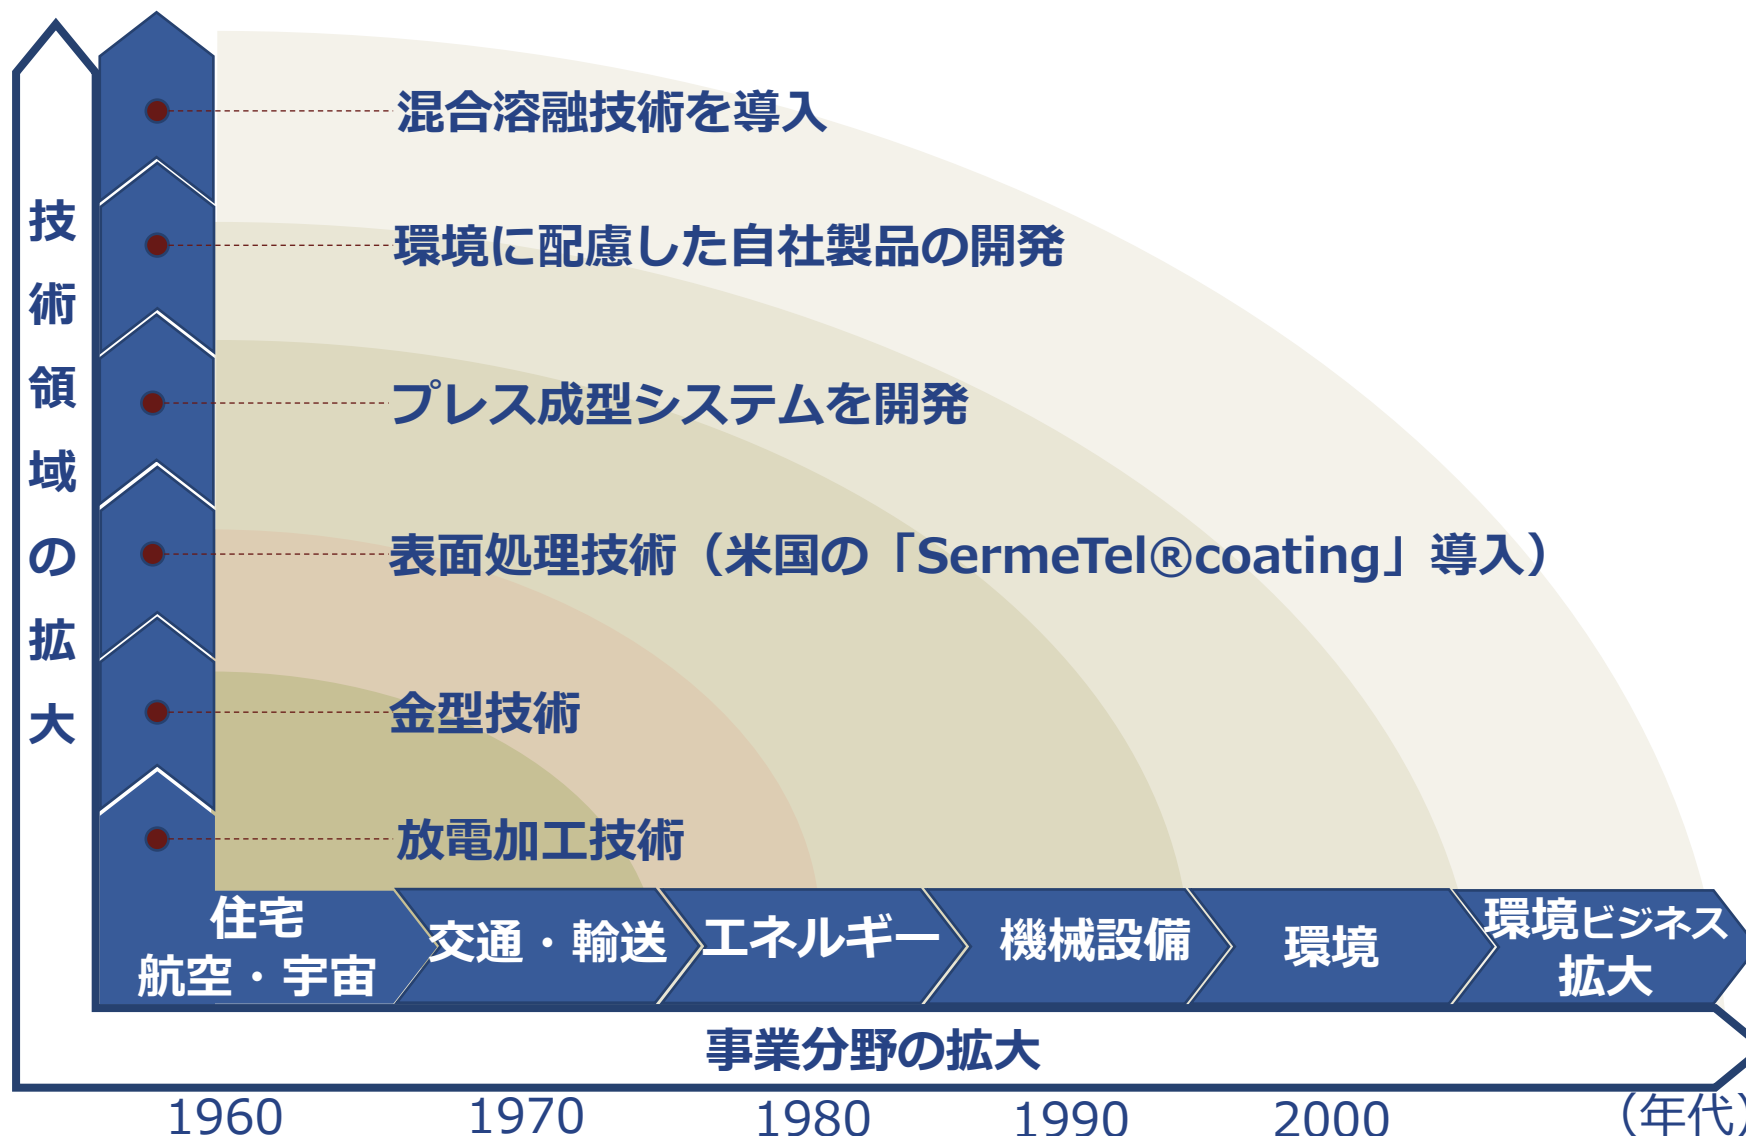 技術領域の拡大
混合溶融技術を導入
環境に配慮した自社製品の開発
プレス成型システムを開発
表面処理技術（米国の「SermeTel®coating」導入）
金型技術
放電加工技術
住宅
航空・宇宙
交通・輸送
エネルギー
機械設備
環境
環境ビジネス
拡大
事業分野の拡大
1960
1970
1980
1990
2000
（年代）